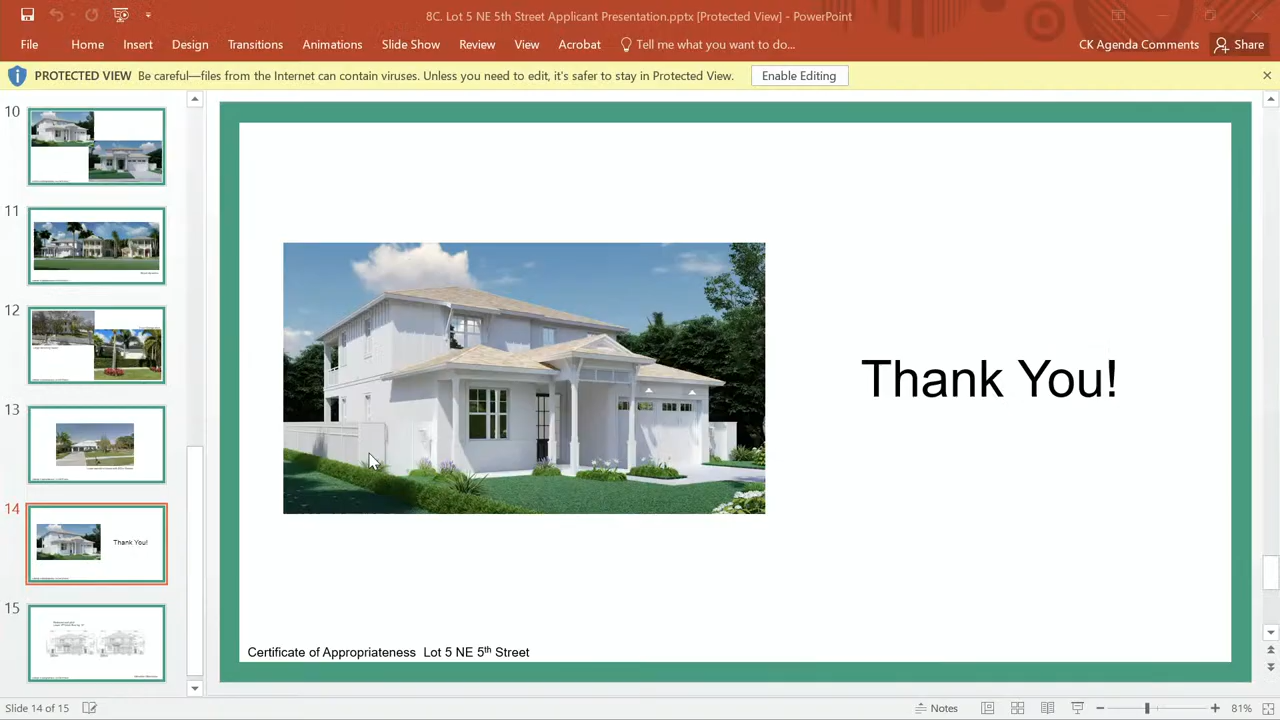 8C. Lot 5 NE 5th Street Applicant Presentation.pptx [Protected View] - PowerPoint
File Home Insert Design Transitions Animations Slide Show Review View Acrobat Tell me what you want to do... CK Agenda Comments Share
PROTECTED VIEW Be careful—files from the Internet can contain viruses. Unless you need to edit, it's safer to stay in Protected View. Enable Editing
10
11
12
13
14
Thank You!
15
Thank You!
Certificate of Appropriateness Lot 5 NE 5th Street
Slide 14 of 15 Notes 81%